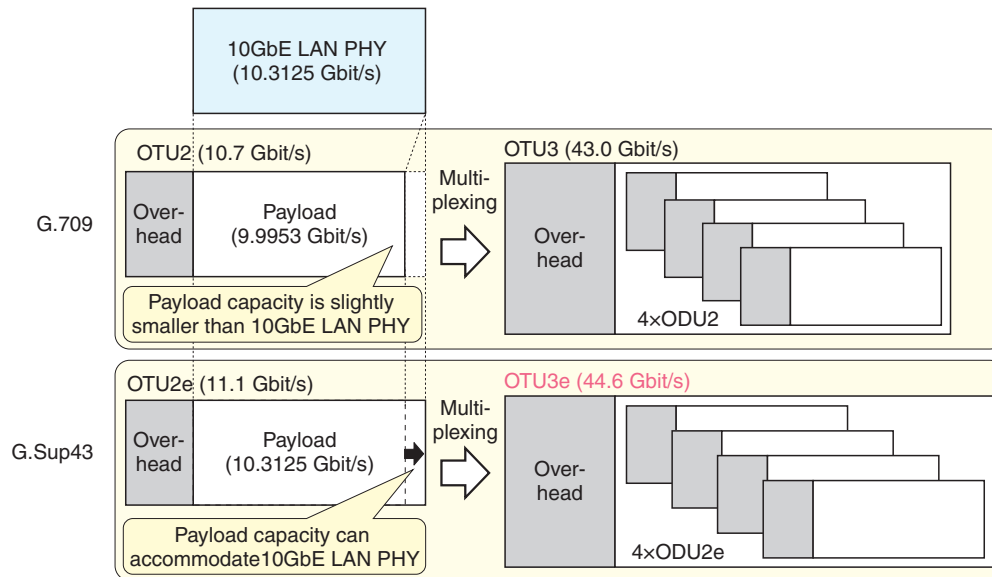 10GbE LAN PHY
(10.3125 Gbit/s)
OTU2 (10.7 Gbit/s)
OTU3 (43.0 Gbit/s)
Multi-
plexing
G.709
Over-
head
Payload
(9.9953 Gbit/s)
Over-
head
Payload capacity is slightly
smaller than 10GbE LAN PHY
4×ODU2
OTU2e (11.1 Gbit/s)
OTU3e (44.6 Gbit/s)
Multi-
plexing
G.Sup43
Over-
head
Payload
(10.3125 Gbit/s)
Over-
head
Payload capacity can
accommodate10GbE LAN PHY
4×ODU2e